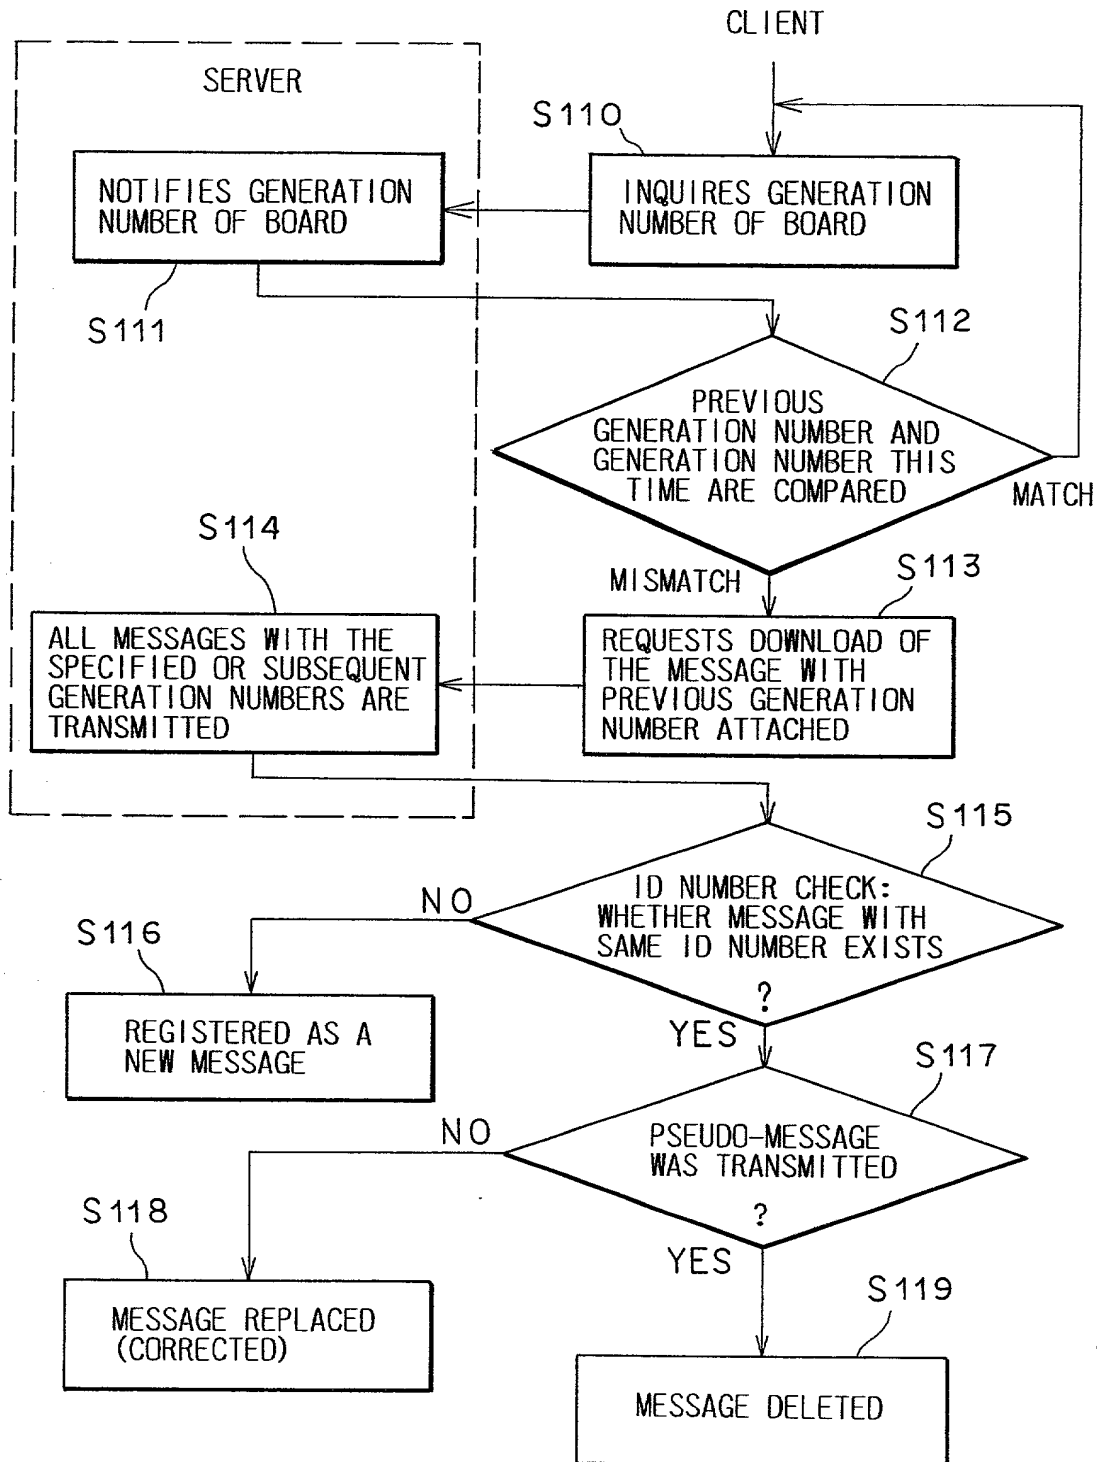 CLIENT
SERVER
S110
NOTIFIES GENERATION
NUMBER OF BOARD
INQUIRES GENERATION
NUMBER OF BOARD
S111
S112
PREVIOUS
GENERATION NUMBER AND
GENERATION NUMBER THIS
TIME ARE COMPARED
MATCH
S114
MISMATCH
S113
ALL MESSAGES WITH THE
SPECIFIED OR SUBSEQUENT
GENERATION NUMBERS ARE
TRANSMITTED
REQUESTS DOWNLOAD OF
THE MESSAGE WITH
PREVIOUS GENERATION
NUMBER ATTACHED
S115
ID NUMBER CHECK:
WHETHER MESSAGE WITH
SAME ID NUMBER EXISTS
?
NO
S116
REGISTERED AS A
NEW MESSAGE
YES
S117
PSEUDO-MESSAGE
WAS TRANSMITTED
?
NO
S118
MESSAGE REPLACED
(CORRECTED)
YES
S119
MESSAGE DELETED